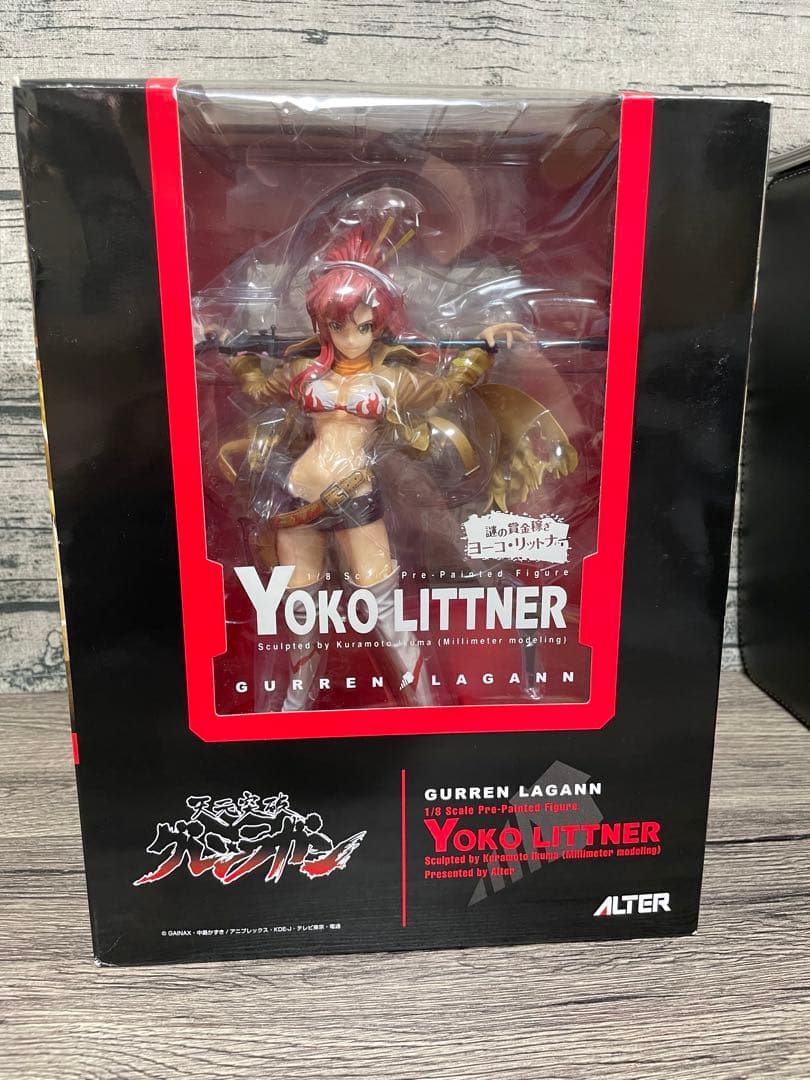 謎の賞金稼ぎ
ヨーコ・リットナー
1/8 Scale Pre-Painted Figure
YOKO LITTNER
Sculpted by Kuramoto Ikuma (Millimeter modeling)
GURREN LAGANN
天元突破
グレンラガン
GURREN LAGANN
1/8 Scale Pre-Painted Figure
YOKO LITTNER
Sculpted by Kuramoto Ikuma (Millimeter modeling)
Presented by Alter
ALTER
© GAINAX・中島かずき/アニプレックス・KDE-J・テレビ東京・電通